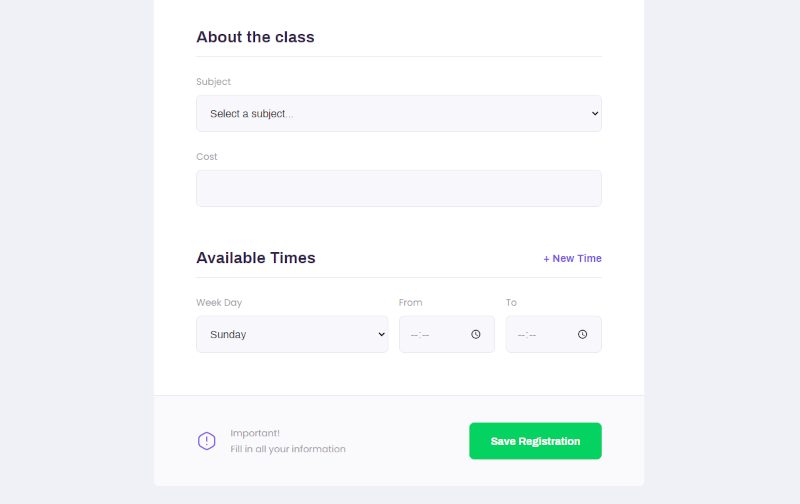 About the class
Subject
Select a subject...
Cost
Available Times
+ New Time
Week Day
From
To
Sunday
--:--
--:--
Important!
Fill in all your information
Save Registration